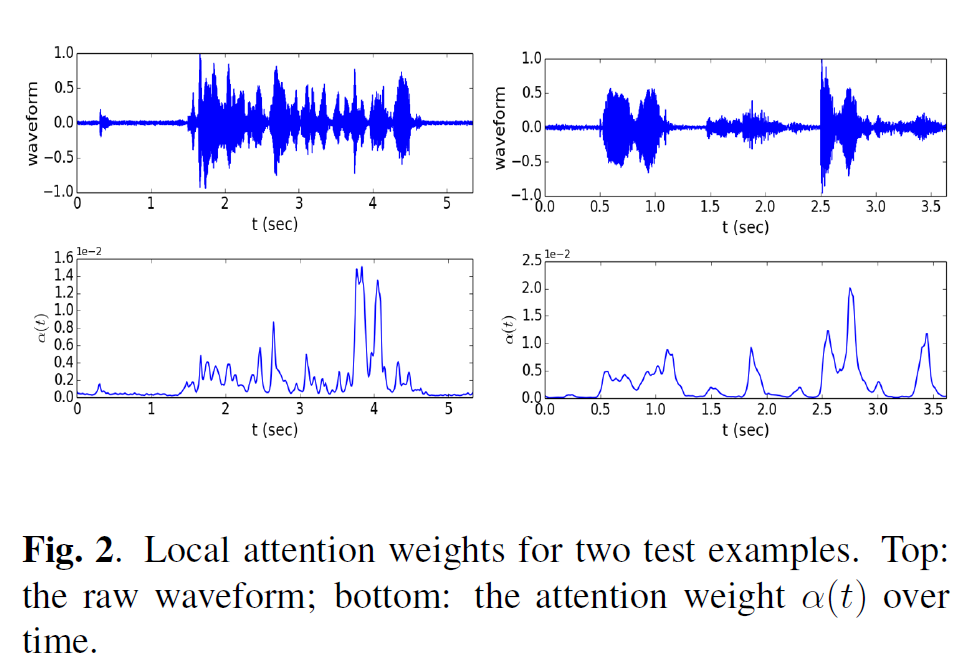 waveform
1.0
0.5
0.0
−0.5
−1.0
0 1 2 3 4 5
t (sec)
waveform
1.0
0.5
0.0
−0.5
−1.0
0.0 0.5 1.0 1.5 2.0 2.5 3.0 3.5
t (sec)
α(t)
1e−2
1.6
1.4
1.2
1.0
0.8
0.6
0.4
0.2
0.0
0 1 2 3 4 5
t (sec)
α(t)
1e−2
2.5
2.0
1.5
1.0
0.5
0.0
0.0 0.5 1.0 1.5 2.0 2.5 3.0 3.5
t (sec)
Fig. 2. Local attention weights for two test examples. Top:
the raw waveform; bottom: the attention weight α(t) over
time.